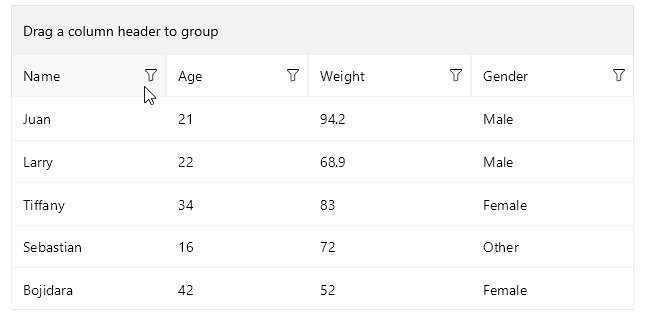 Drag a column header to group
Name Age Weight Gender
Juan 21 94.2 Male
Larry 22 68.9 Male
Tiffany 34 83 Female
Sebastian 16 72 Other
Bojidara 42 52 Female